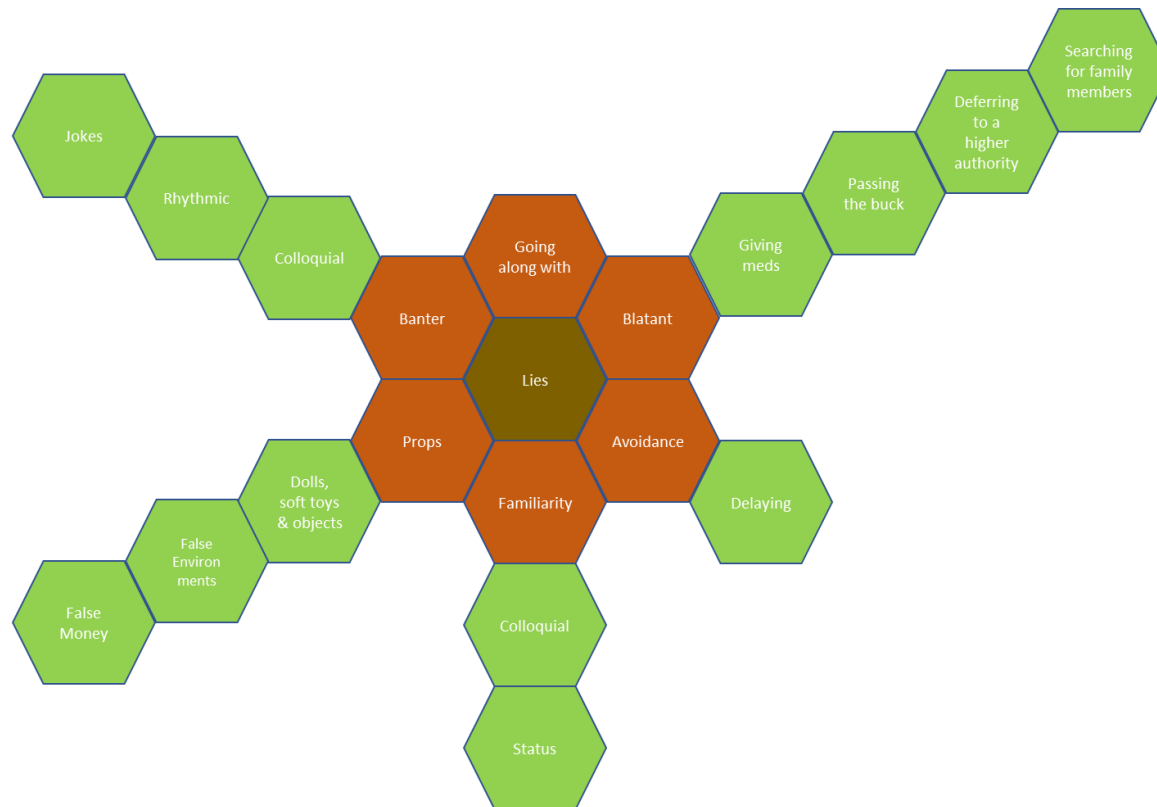 Searching
for family
members
Deferring
to a
higher
authority
Jokes
Passing
the buck
Rhythmic
Giving
meds
Going
along with
Colloquial
Banter
Blatant
Lies
Props
Avoidance
Dolls,
soft toys
& objects
Familiarity
Delaying
False
Environ
ments
False
Money
Colloquial
Status